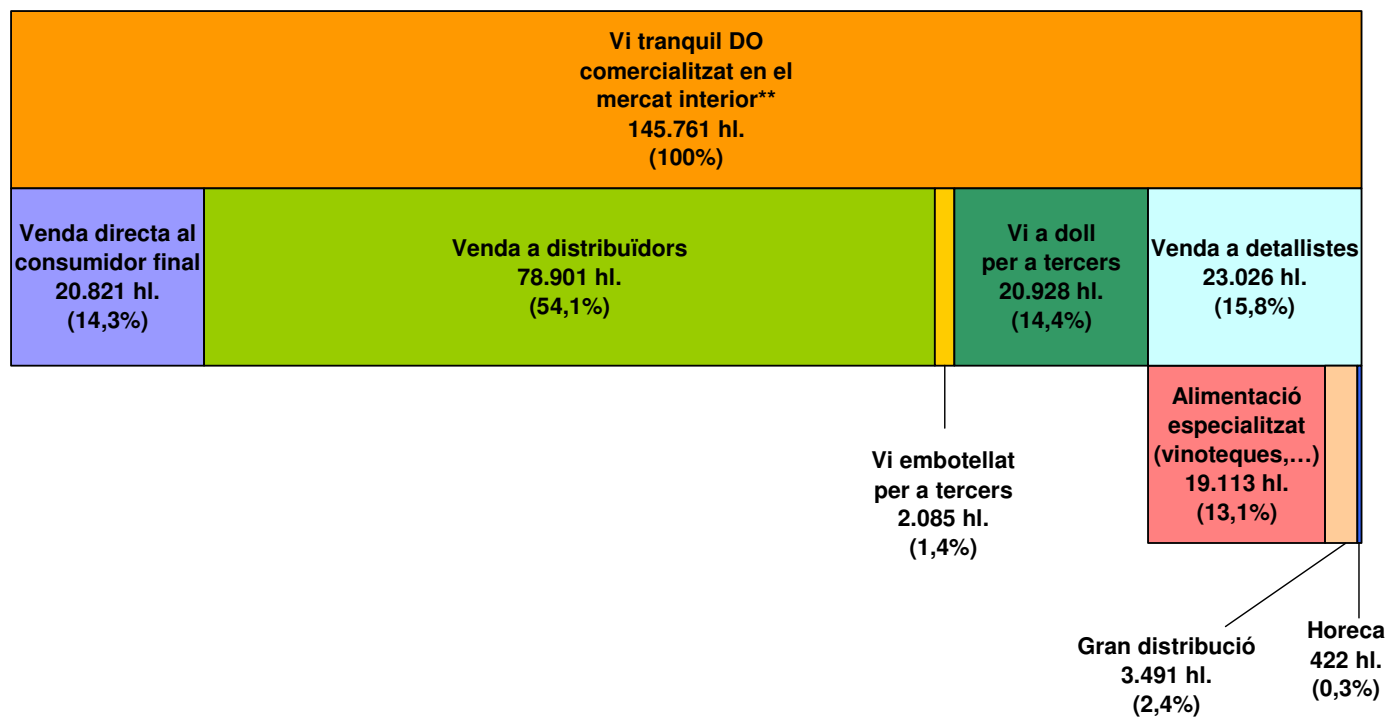 Vi tranquil DO
comercialitzat en el
mercat interior**
145.761 hl.
(100%)
Venda directa al
consumidor final
20.821 hl.
(14,3%)
Venda a distribuïdors
78.901 hl.
(54,1%)
Vi a doll
per a tercers
20.928 hl.
(14,4%)
Venda a detallistes
23.026 hl.
(15,8%)
Vi embotellat
per a tercers
2.085 hl.
(1,4%)
Alimentació
especialitzat
(vinoteques,…)
19.113 hl.
(13,1%)
Gran distribució
3.491 hl.
(2,4%)
Horeca
422 hl.
(0,3%)